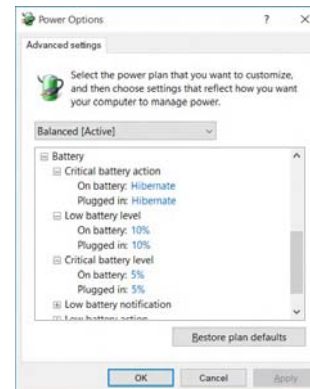 Power Options
Advanced settings
Select the power plan that you want to customize,
and then choose settings that reflect how you want
your computer to manage power.
Balanced [Active]
Battery
Critical battery action
On battery: Hibernate
Plugged in: Hibernate
Low battery level
On battery: 10%
Plugged in: 10%
Critical battery level
On battery: 5%
Plugged in: 5%
Low battery notification
Low battery action
Restore plan defaults
OK Cancel Apply